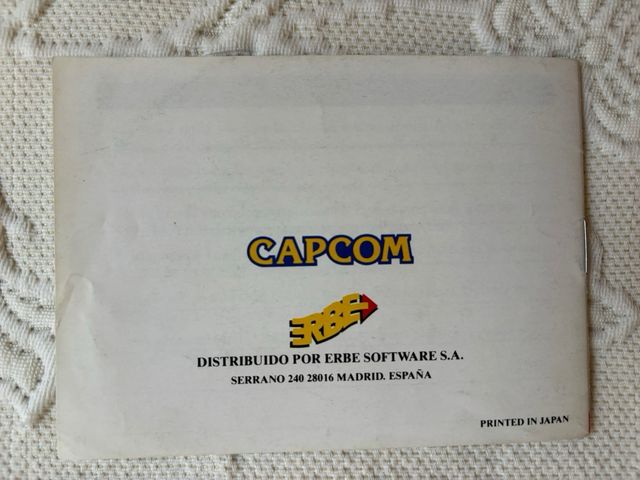 CAPCOM
ERBE
DISTRIBUIDO POR ERBE SOFTWARE S.A.
SERRANO 240 28016 MADRID. ESPAÑA
PRINTED IN JAPAN